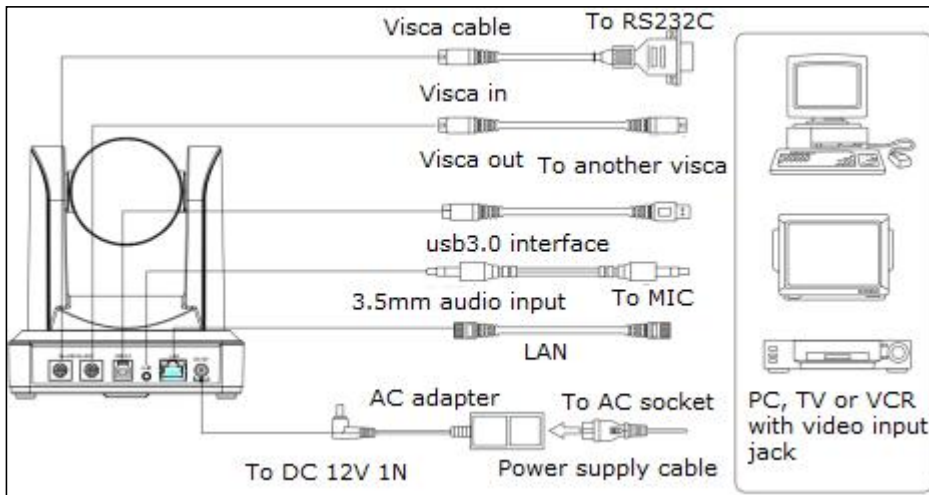 Visca cable
To RS232C
Visca in
Visca out
To another visca
usb3.0 interface
3.5mm audio input
To MIC
LAN
AC adapter
To AC socket
To DC 12V 1N
Power supply cable
PC, TV or VCR
with video input
jack